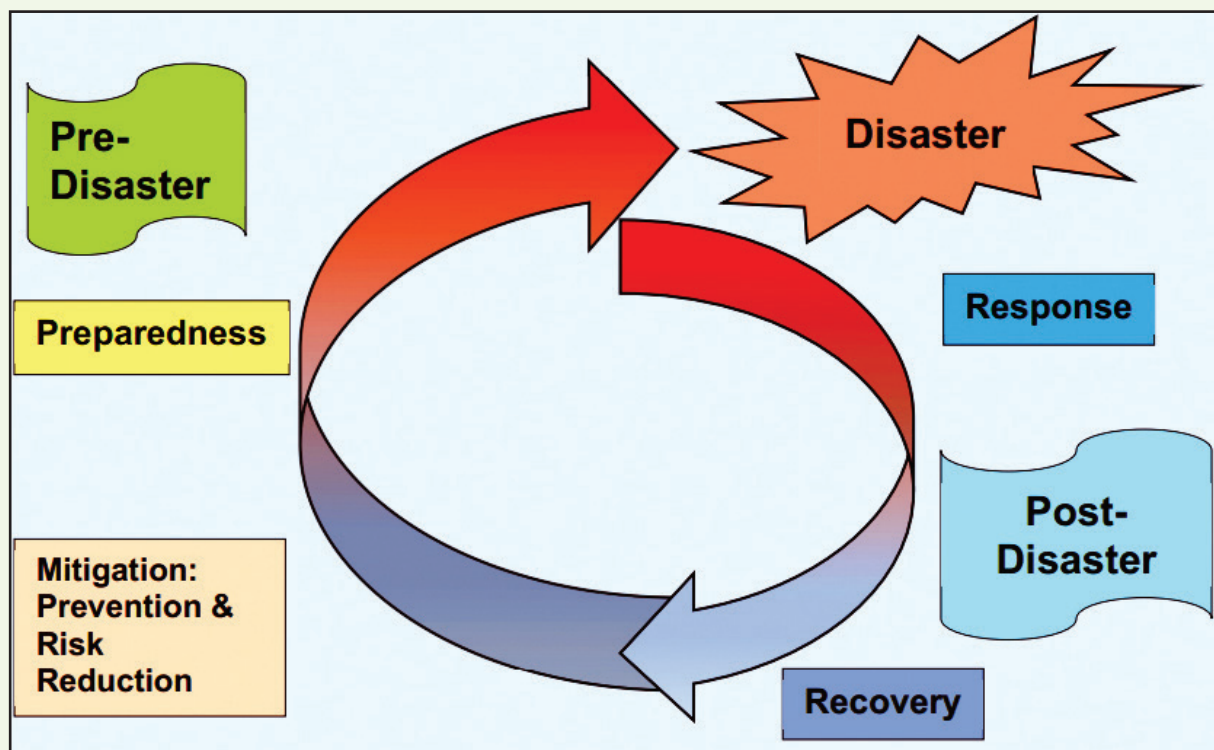 Pre-
Disaster
Disaster
Preparedness
Response
Post-
Disaster
Mitigation:
Prevention &
Risk
Reduction
Recovery